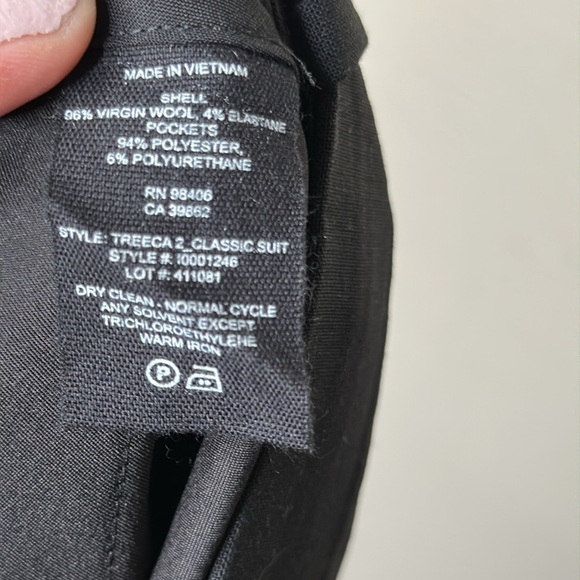 MADE IN VIETNAM
SHELL
96% VIRGIN WOOL, 4% ELASTANE
POCKETS
94% POLYESTER,
6% POLYURETHANE
RN 98406
CA 39862
STYLE: TREECA 2_CLASSIC SUIT
STYLE #: I0001246
LOT #: 411081
DRY CLEAN - NORMAL CYCLE
ANY SOLVENT EXCEPT
TRICHLOROETHYLEHE
WARM IRON
P